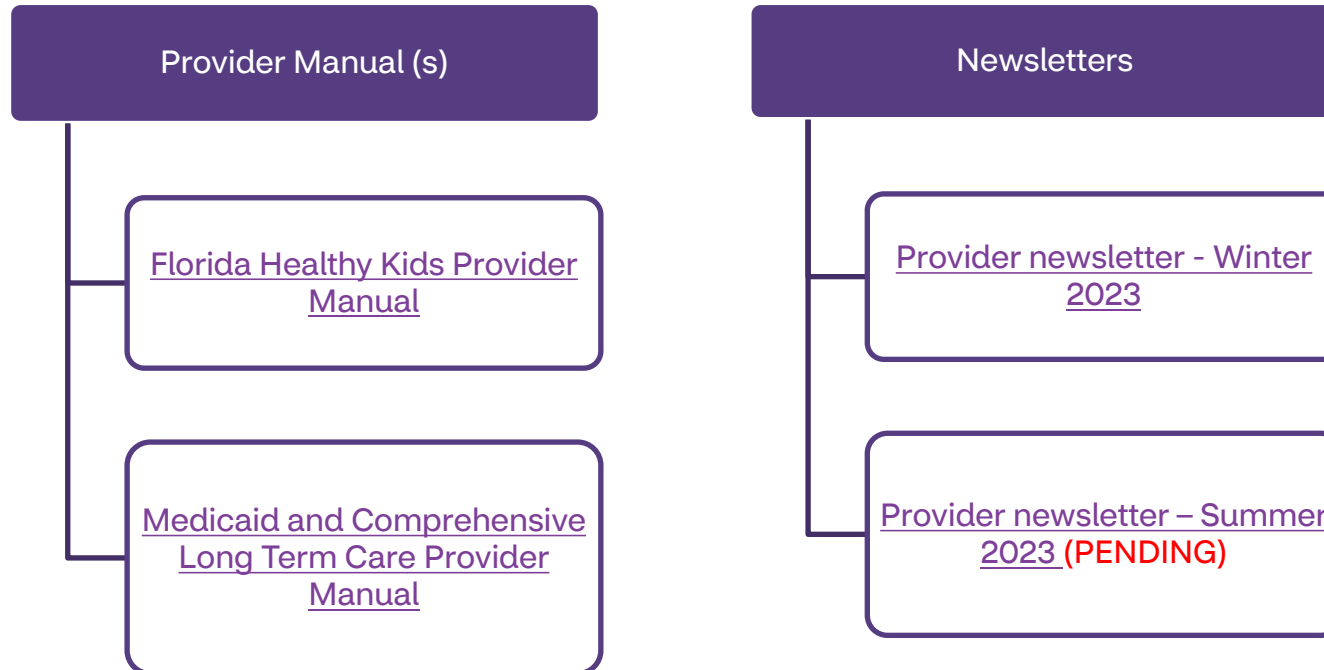 Provider Manual (s)
Florida Healthy Kids Provider
Manual
Medicaid and Comprehensive
Long Term Care Provider
Manual
Newsletters
Provider newsletter - Winter
2023
Provider newsletter – Summer
2023 (PENDING)